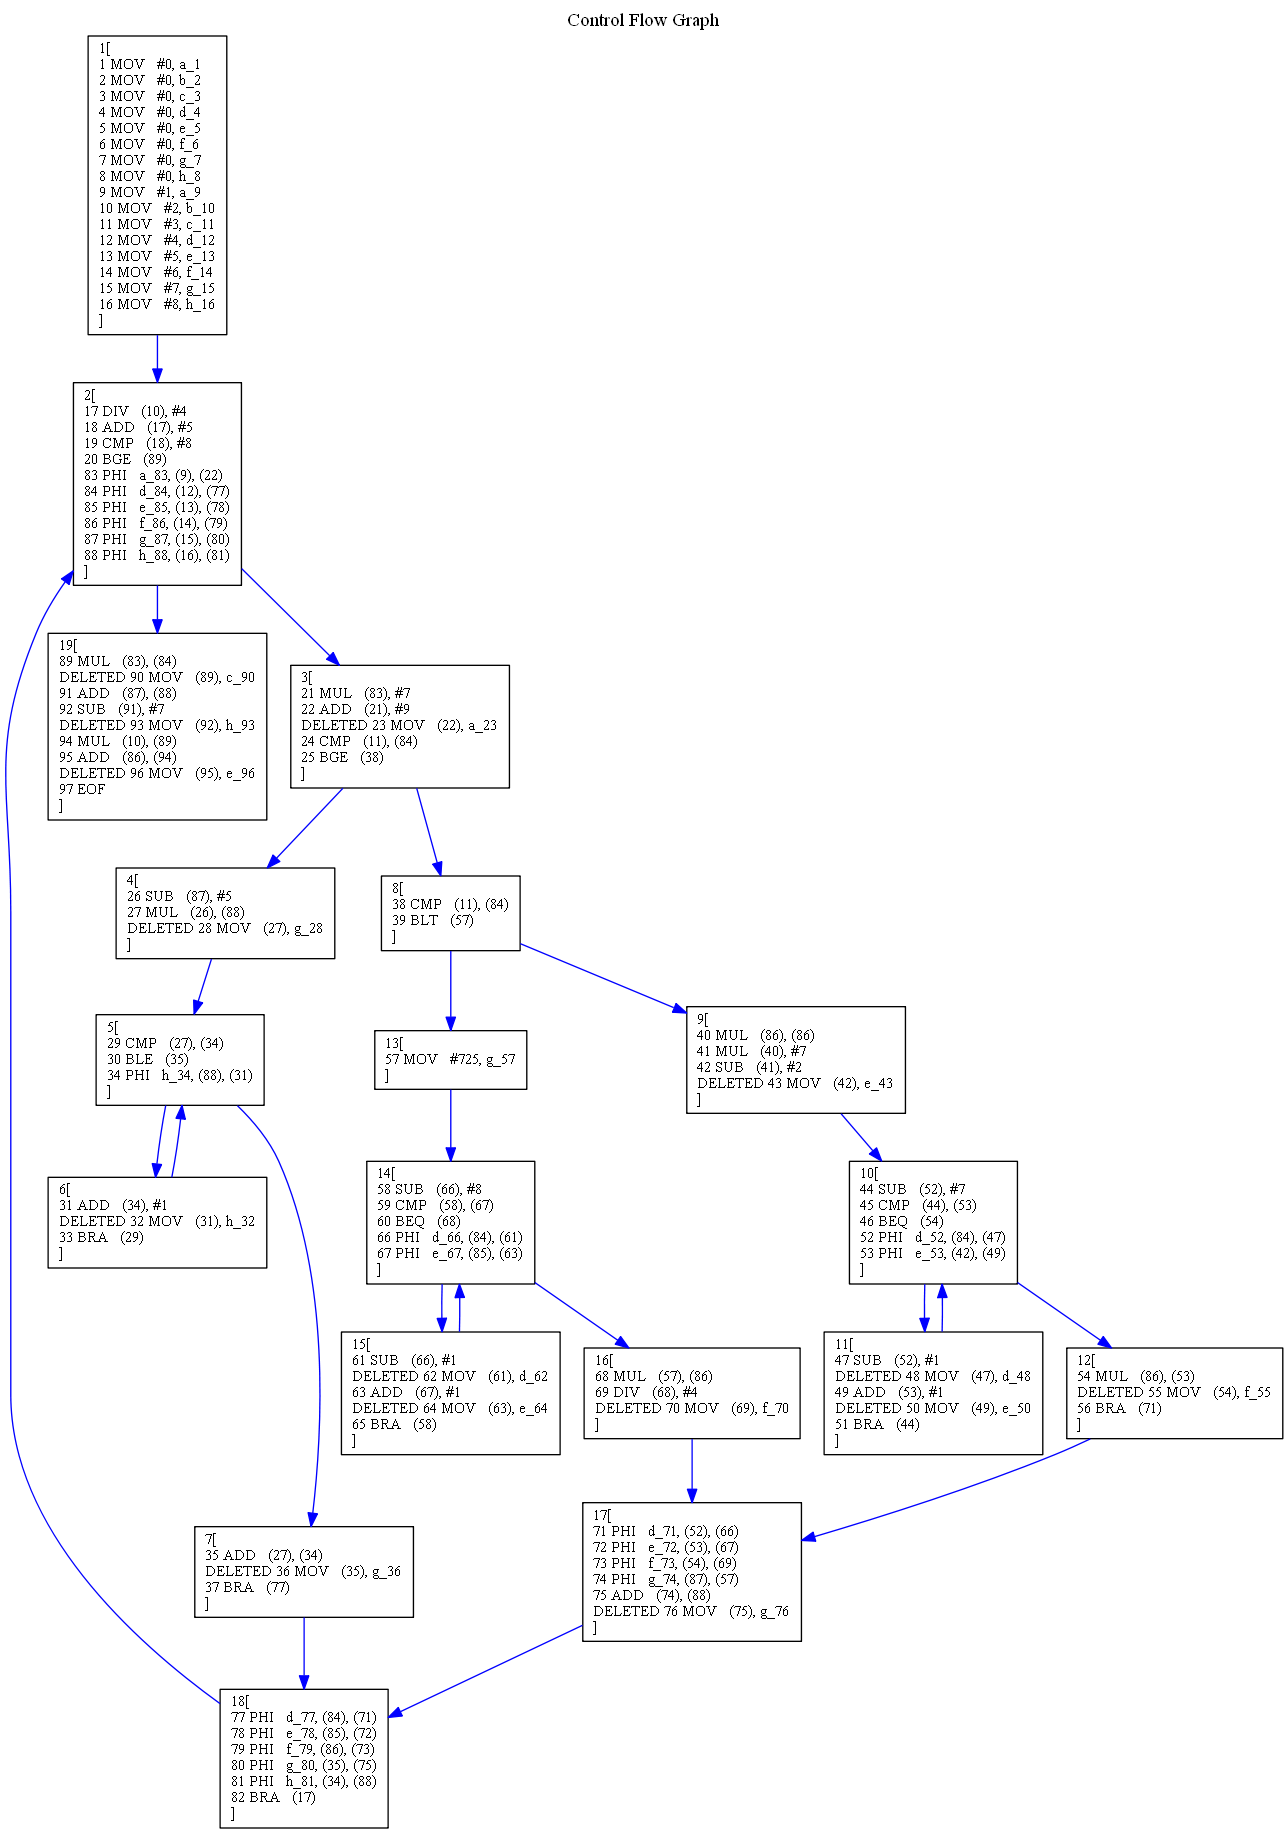 Control Flow Graph
1[
1 MOV #0, a_1
2 MOV #0, b_2
3 MOV #0, c_3
4 MOV #0, d_4
5 MOV #0, e_5
6 MOV #0, f_6
7 MOV #0, g_7
8 MOV #0, h_8
9 MOV #1, a_9
10 MOV #2, b_10
11 MOV #3, c_11
12 MOV #4, d_12
13 MOV #5, e_13
14 MOV #6, f_14
15 MOV #7, g_15
16 MOV #8, h_16
]
2[
17 DIV (10), #4
18 ADD (17), #5
19 CMP (18), #8
20 BGE (89)
83 PHI a_83, (9), (22)
84 PHI d_84, (12), (77)
85 PHI e_85, (13), (78)
86 PHI f_86, (14), (79)
87 PHI g_87, (15), (80)
88 PHI h_88, (16), (81)
]
19[
89 MUL (83), (84)
DELETED 90 MOV (89), c_90
91 ADD (87), (88)
92 SUB (91), #7
DELETED 93 MOV (92), h_93
94 MUL (10), (89)
95 ADD (86), (94)
DELETED 96 MOV (95), e_96
97 EOF
]
3[
21 MUL (83), #7
22 ADD (21), #9
DELETED 23 MOV (22), a_23
24 CMP (11), (84)
25 BGE (38)
]
4[
26 SUB (87), #5
27 MUL (26), (88)
DELETED 28 MOV (27), g_28
]
8[
38 CMP (11), (84)
39 BLT (57)
]
5[
29 CMP (27), (34)
30 BLE (35)
34 PHI h_34, (88), (31)
]
13[
57 MOV #725, g_57
]
9[
40 MUL (86), (86)
41 MUL (40), #7
42 SUB (41), #2
DELETED 43 MOV (42), e_43
]
6[
31 ADD (34), #1
DELETED 32 MOV (31), h_32
33 BRA (29)
]
14[
58 SUB (66), #8
59 CMP (58), (67)
60 BEQ (68)
66 PHI d_66, (84), (61)
67 PHI e_67, (85), (63)
]
10[
44 SUB (52), #7
45 CMP (44), (53)
46 BEQ (54)
52 PHI d_52, (84), (47)
53 PHI e_53, (42), (49)
]
15[
61 SUB (66), #1
DELETED 62 MOV (61), d_62
63 ADD (67), #1
DELETED 64 MOV (63), e_64
65 BRA (58)
]
16[
68 MUL (57), (86)
69 DIV (68), #4
DELETED 70 MOV (69), f_70
]
11[
47 SUB (52), #1
DELETED 48 MOV (47), d_48
49 ADD (53), #1
DELETED 50 MOV (49), e_50
51 BRA (44)
]
12[
54 MUL (86), (53)
DELETED 55 MOV (54), f_55
56 BRA (71)
]
7[
35 ADD (27), (34)
DELETED 36 MOV (35), g_36
37 BRA (77)
]
17[
71 PHI d_71, (52), (66)
72 PHI e_72, (53), (67)
73 PHI f_73, (54), (69)
74 PHI g_74, (87), (57)
75 ADD (74), (88)
DELETED 76 MOV (75), g_76
]
18[
77 PHI d_77, (84), (71)
78 PHI e_78, (85), (72)
79 PHI f_79, (86), (73)
80 PHI g_80, (35), (75)
81 PHI h_81, (34), (88)
82 BRA (17)
]